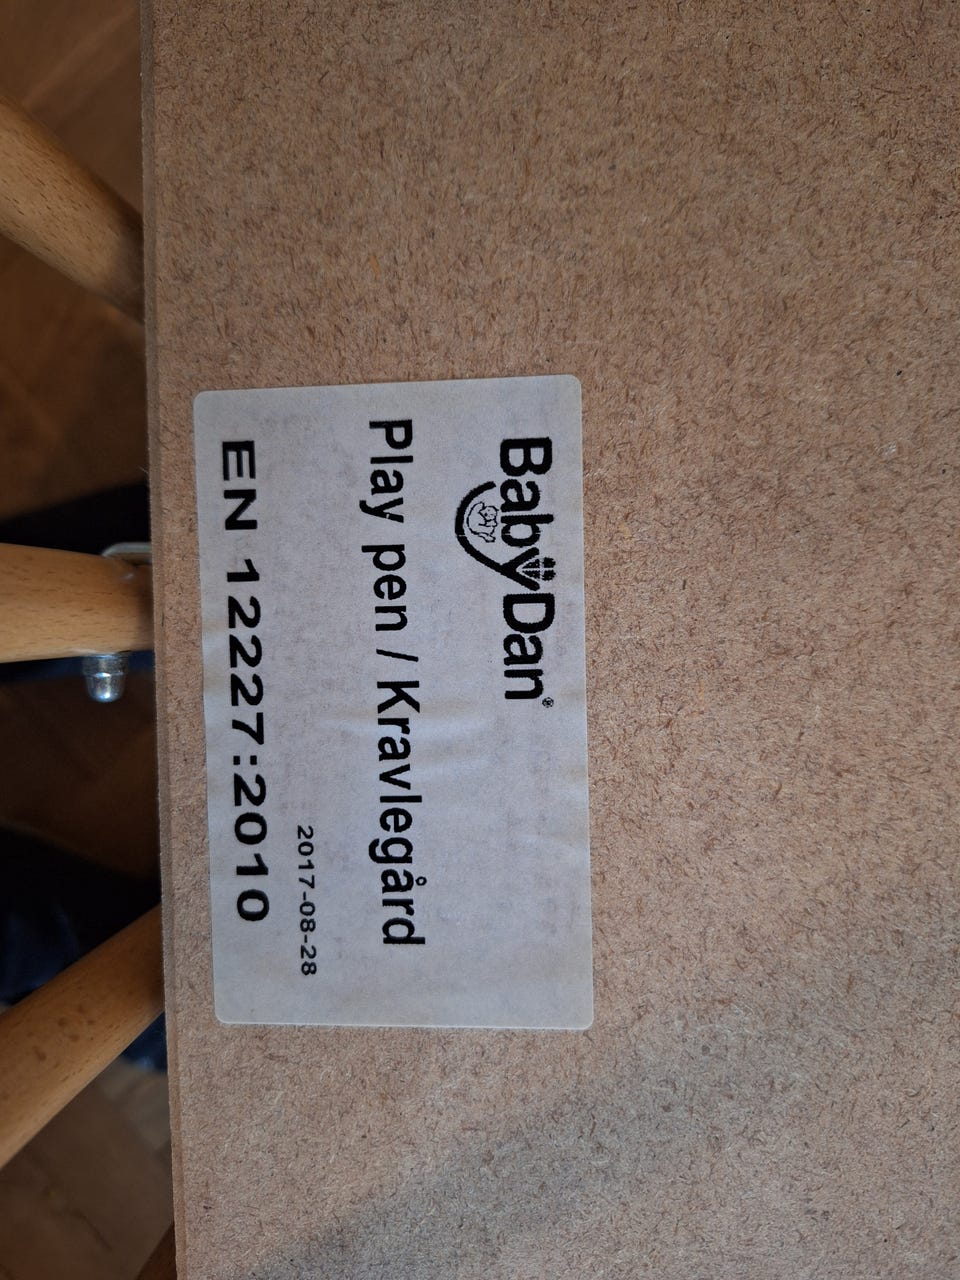 BabyDan®
Play pen / Kravlegård
2017-08-28
EN 12227:2010